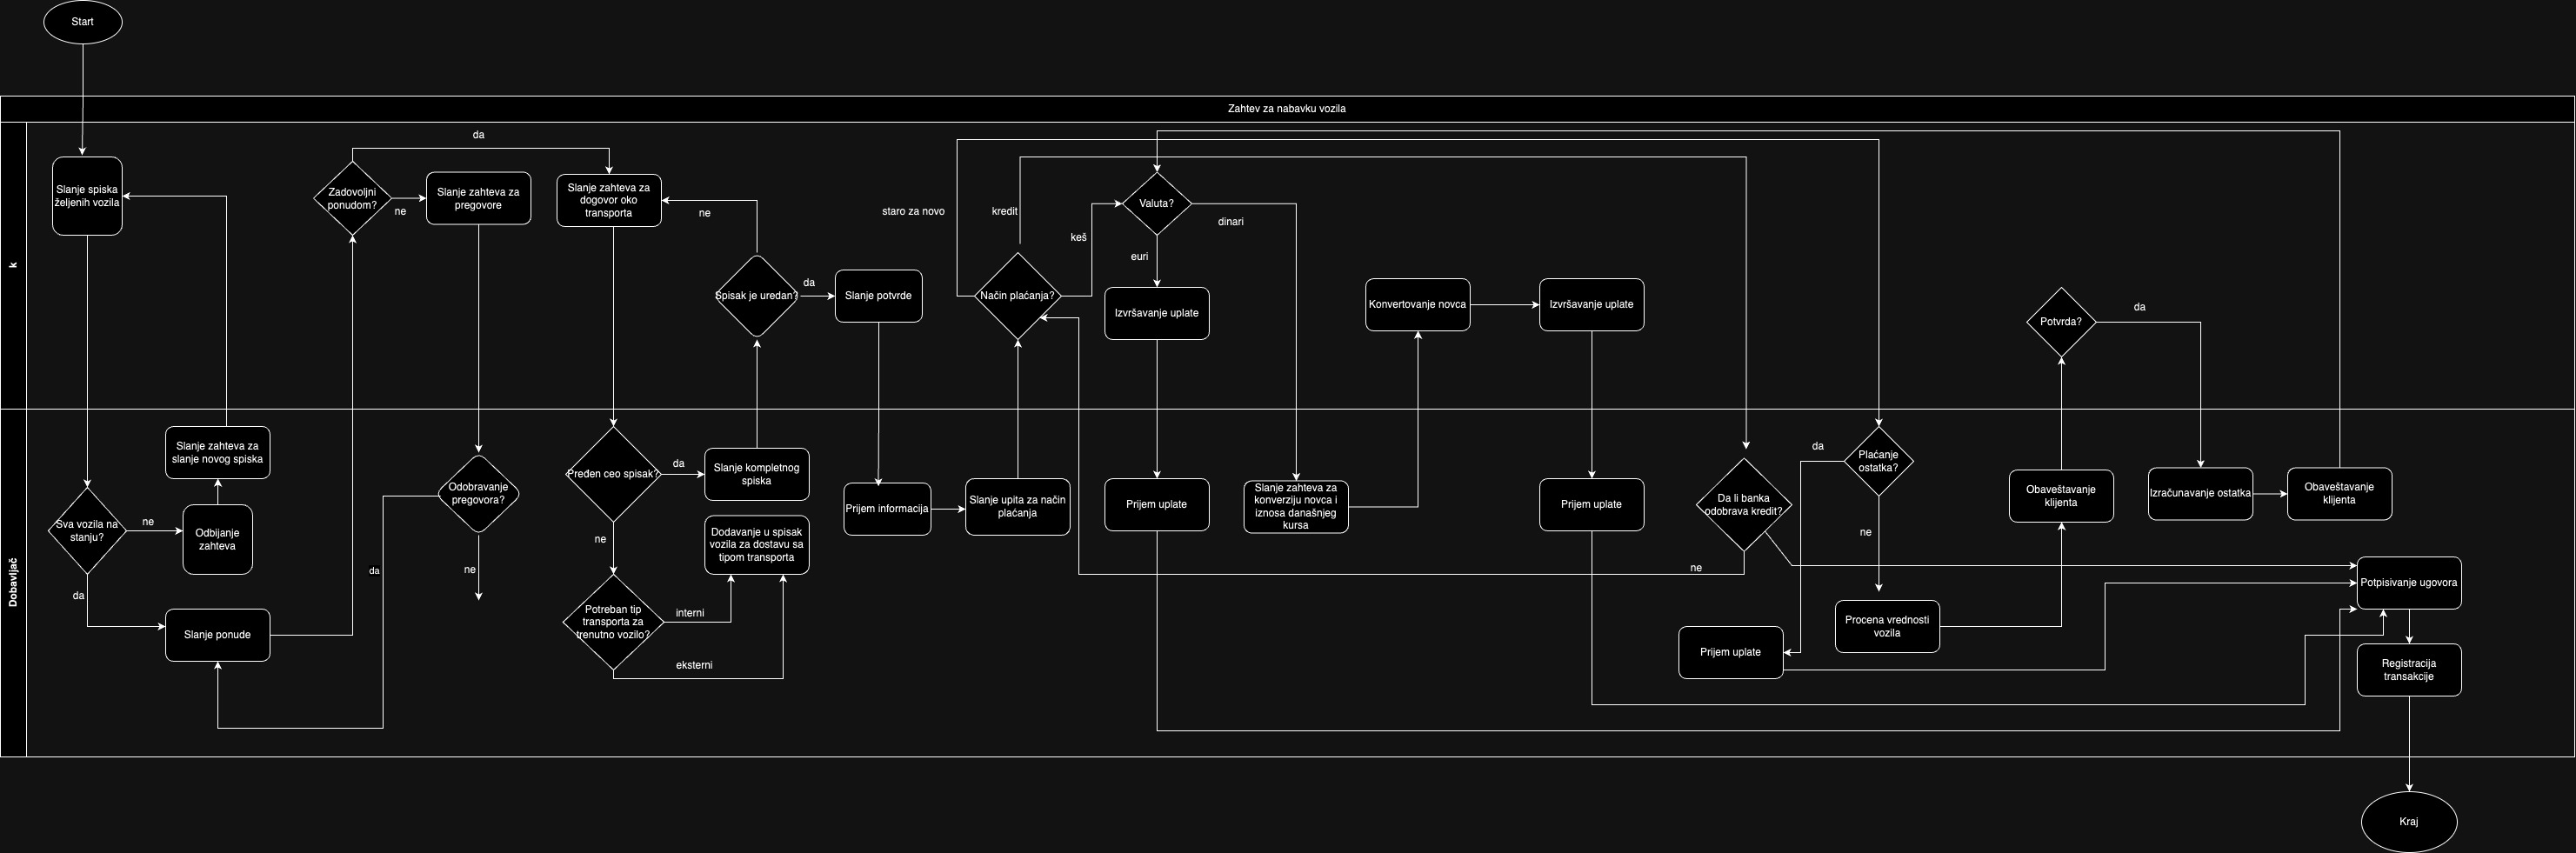 Start
Zahtev za nabavku vozila
k
Dobavljač
Slanje spiska
željenih vozila
Zadovoljni
ponudom?
da
ne
Slanje zahteva za
pregovore
Slanje zahteva za
dogovor oko
transporta
ne
Spisak je uredan?
da
Slanje potvrde
staro za novo
kredit
keš
Način plaćanja?
Valuta?
dinari
euri
Izvršavanje uplate
Konvertovanje novca
Izvršavanje uplate
Potvrda?
da
Slanje zahteva za
slanje novog spiska
Sva vozila na
stanju?
ne
Odbijanje
zahteva
da
Slanje ponude
da
Odobravanje
pregovora?
ne
Pređen ceo spisak?
da
Slanje kompletnog
spiska
ne
Dodavanje u spisak
vozila za dostavu sa
tipom transporta
Potreban tip
transporta za
trenutno vozilo?
interni
eksterni
Prijem informacija
Slanje upita za način
plaćanja
Prijem uplate
Slanje zahteva za
konverziju novca i
iznosa današnjeg
kursa
Prijem uplate
Da li banka
odobrava kredit?
ne
da
Plaćanje
ostatka?
ne
Prijem uplate
Procena vrednosti
vozila
Obaveštavanje
klijenta
Izračunavanje ostatka
Obaveštavanje
klijenta
Potpisivanje ugovora
Registracija
transakcije
Kraj